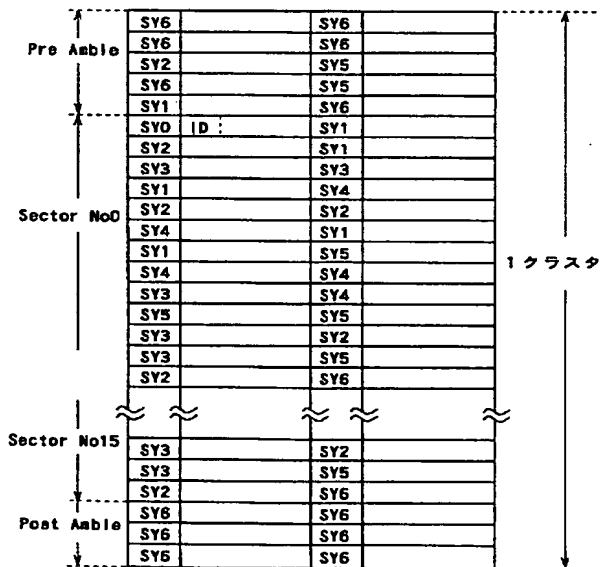 Pre Amble
SY6 SY6
SY6 SY6
SY2 SY5
SY6 SY5
SY1 SY6
Sector No0
SY0 ID SY1
SY2 SY1
SY3 SY3
SY1 SY4
SY2 SY2
SY4 SY1
SY1 SY5
SY4 SY4
SY3 SY4
SY5 SY2
SY3 SY5
SY3 SY5
SY2 SY6
1クラスタ
Sector No15
SY3 SY2
SY3 SY5
SY2 SY6
Post Amble
SY6 SY6
SY6 SY6
SY6 SY6